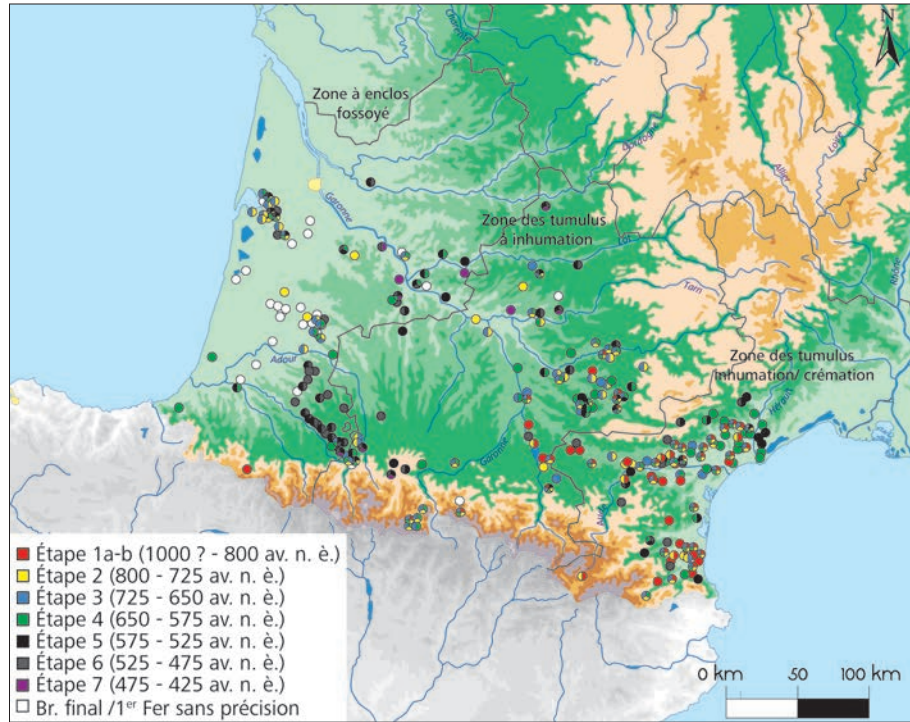 N
Charente
Zone à enclos
fossoyé
Dordogne
Allier
Loire
Garonne
Zone des tumulus
à inhumation
Lot
Tarn
Rhône
Adour
Zone des tumulus
inhumation/ crémation
Hérault
Garonne
Aude
Étape 1a-b (1000 ? - 800 av. n. è.)
Étape 2 (800 - 725 av. n. è.)
Étape 3 (725 - 650 av. n. è.)
Étape 4 (650 - 575 av. n. è.)
Étape 5 (575 - 525 av. n. è.)
Étape 6 (525 - 475 av. n. è.)
Étape 7 (475 - 425 av. n. è.)
Br. final /1er Fer sans précision
0 km 50 100 km